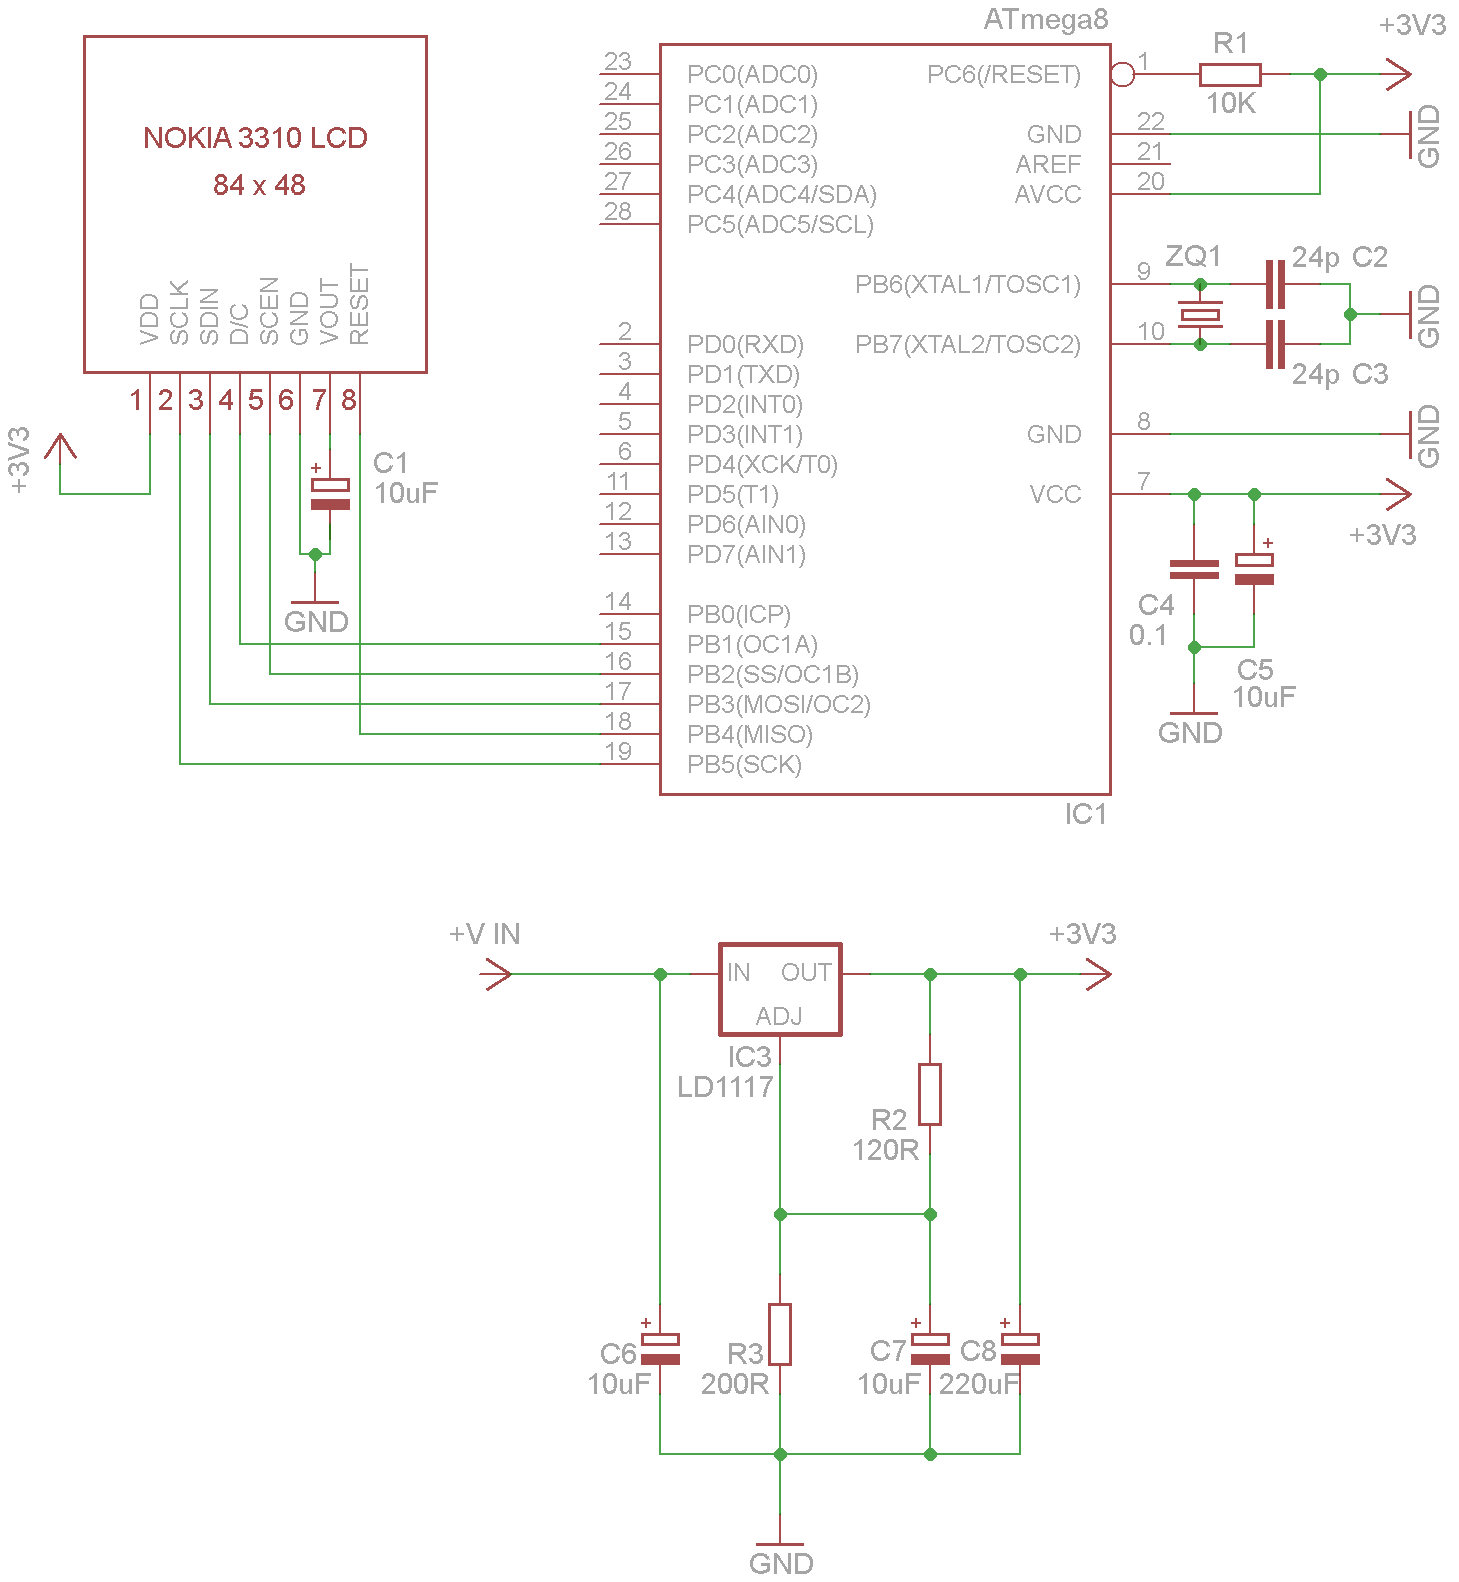 ATmega8
NOKIA 3310 LCD
84 x 48
VDD
SCLK
SDIN
D/C
SCEN
GND
VOUT
RESET
1 2 3 4 5 6 7 8
+3V3
+
C1
10uF
GND
23 PC0(ADC0)
24 PC1(ADC1)
25 PC2(ADC2)
26 PC3(ADC3)
27 PC4(ADC4/SDA)
28 PC5(ADC5/SCL)
2 PD0(RXD)
3 PD1(TXD)
4 PD2(INT0)
5 PD3(INT1)
6 PD4(XCK/T0)
11 PD5(T1)
12 PD6(AIN0)
13 PD7(AIN1)
14 PB0(ICP)
15 PB1(OC1A)
16 PB2(SS/OC1B)
17 PB3(MOSI/OC2)
18 PB4(MISO)
19 PB5(SCK)
PC6(/RESET) 1
GND 22
AREF 21
AVCC 20
PB6(XTAL1/TOSC1) 9
PB7(XTAL2/TOSC2) 10
GND 8
VCC 7
IC1
R1
10K
+3V3
GND
ZQ1
24p C2
24p C3
GND
GND
+3V3
C4
0.1
+
C5
10uF
GND
+V IN
+3V3
IN OUT
ADJ
IC3
LD1117
R2
120R
+
C6
10uF
R3
200R
+
C7
10uF
+
C8
220uF
GND